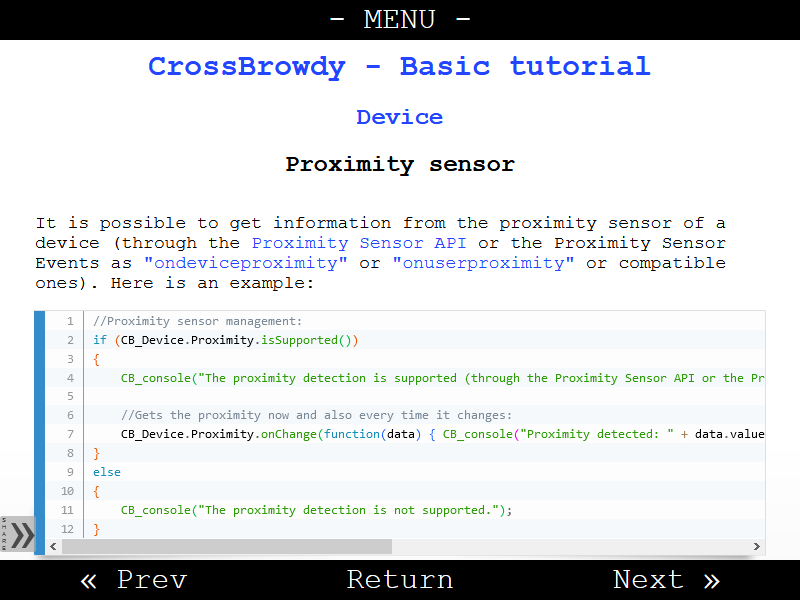 - MENU -
CrossBrowdy - Basic tutorial
Device
Proximity sensor
It is possible to get information from the proximity sensor of a
device (through the Proximity Sensor API or the Proximity Sensor
Events as "ondeviceproximity" or "onuserproximity" or compatible
ones). Here is an example:
1 //Proximity sensor management:
2 if (CB_Device.Proximity.isSupported())
3 {
4 CB_console("The proximity detection is supported (through the Proximity Sensor API or the Pr
5
6 //Gets the proximity now and also every time it changes:
7 CB_Device.Proximity.onChange(function(data) { CB_console("Proximity detected: " + data.value
8 }
9 else
10 {
11 CB_console("The proximity detection is not supported.");
12 }
SHARE
« Prev Return Next »